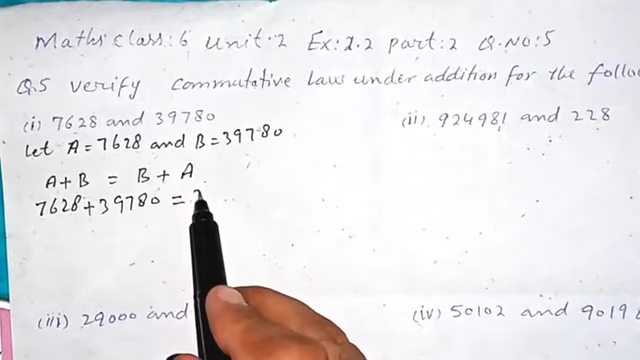 Maths class: 6 Unit.2 Ex: 2.2 part: 2 Q.NO:5
Q.5 verify commutative Law under addition for the
(i) 7628 and 39780
(ii) 924981 and 228
Let A = 7628 and B = 39780
A + B = B + A
7628 + 39780 =
(iii) 29000 and
(iv) 50102 and 9019